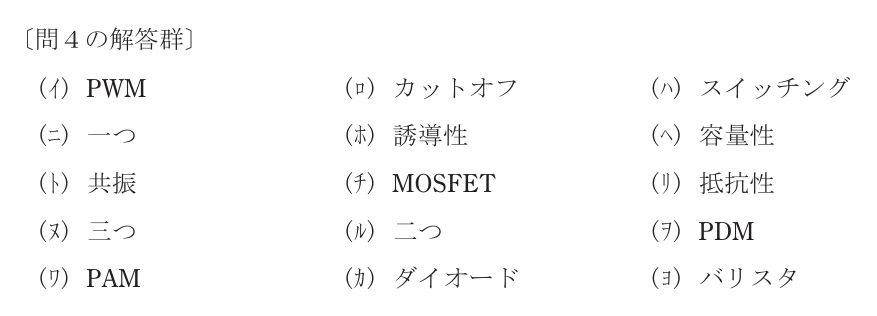 〔問４の解答群〕
(ｲ) PWM (ﾛ) カットオフ (ﾊ) スイッチング
(ﾆ) 一つ (ﾎ) 誘導性 (ﾍ) 容量性
(ﾄ) 共振 (ﾁ) MOSFET (ﾘ) 抵抗性
(ﾇ) 三つ (ﾙ) 二つ (ｦ) PDM
(ﾜ) PAM (ｶ) ダイオード (ﾖ) バリスタ